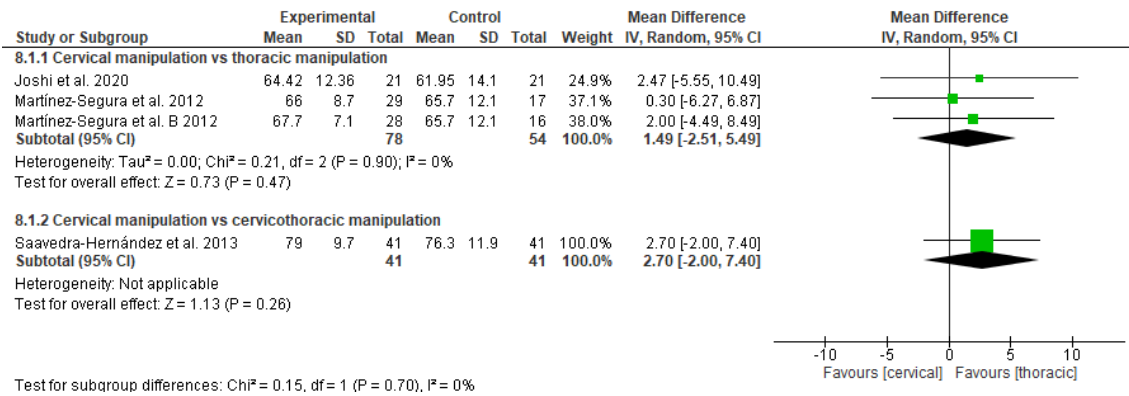 Experimental Control Mean Difference Mean Difference
Study or Subgroup Mean SD Total Mean SD Total Weight IV, Random, 95% CI IV, Random, 95% CI
8.1.1 Cervical manipulation vs thoracic manipulation
Joshi et al. 2020 64.42 12.36 21 61.95 14.1 21 24.9% 2.47 [-5.55, 10.49]
Martínez-Segura et al. 2012 66 8.7 29 65.7 12.1 17 37.1% 0.30 [-6.27, 6.87]
Martínez-Segura et al. B 2012 67.7 7.1 28 65.7 12.1 16 38.0% 2.00 [-4.49, 8.49]
Subtotal (95% CI) 78 54 100.0% 1.49 [-2.51, 5.49]
Heterogeneity: Tau² = 0.00; Chi² = 0.21, df = 2 (P = 0.90); I² = 0%
Test for overall effect: Z = 0.73 (P = 0.47)
8.1.2 Cervical manipulation vs cervicothoracic manipulation
Saavedra-Hernández et al. 2013 79 9.7 41 76.3 11.9 41 100.0% 2.70 [-2.00, 7.40]
Subtotal (95% CI) 41 41 100.0% 2.70 [-2.00, 7.40]
Heterogeneity: Not applicable
Test for overall effect: Z = 1.13 (P = 0.26)
-10 -5 0 5 10
Favours [cervical] Favours [thoracic]
Test for subgroup differences: Chi² = 0.15, df = 1 (P = 0.70), I² = 0%